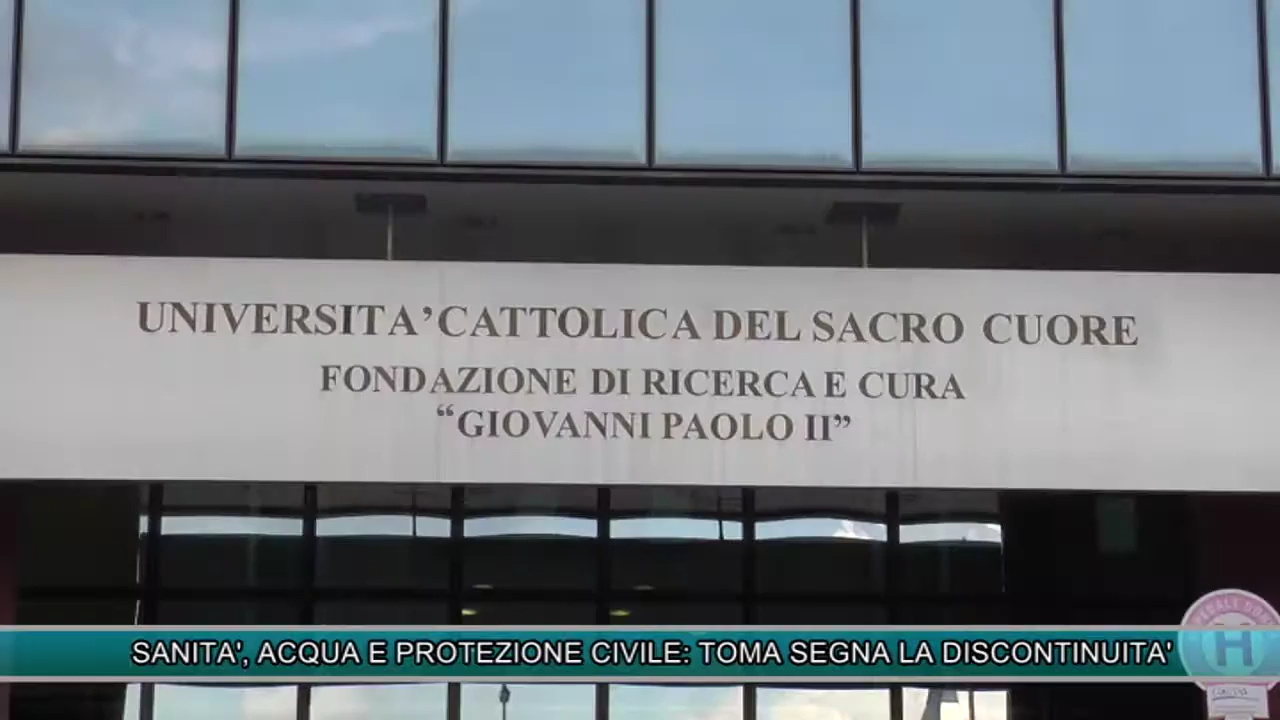 UNIVERSITA' CATTOLICA DEL SACRO CUORE
FONDAZIONE DI RICERCA E CURA
“GIOVANNI PAOLO II”
SANITA', ACQUA E PROTEZIONE CIVILE: TOMA SEGNA LA DISCONTINUITA'
H